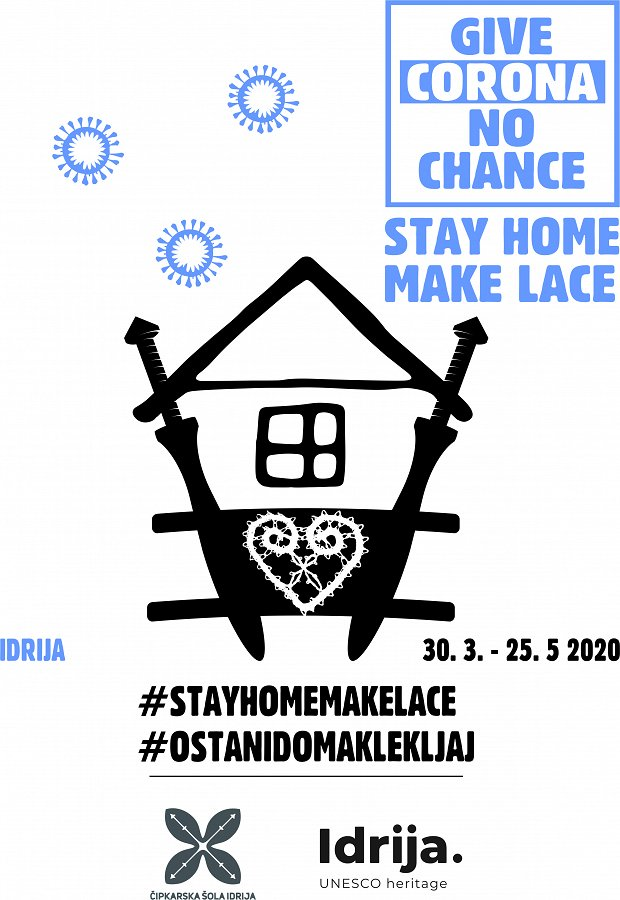 GIVE
CORONA
NO
CHANCE
STAY HOME
MAKE LACE
IDRIJA
30. 3. - 25. 5 2020
#STAYHOMEMAKELACE
#OSTANIDOMAKLEKLJAJ
ČIPKARSKA ŠOLA IDRIJA
Idrija.
UNESCO heritage